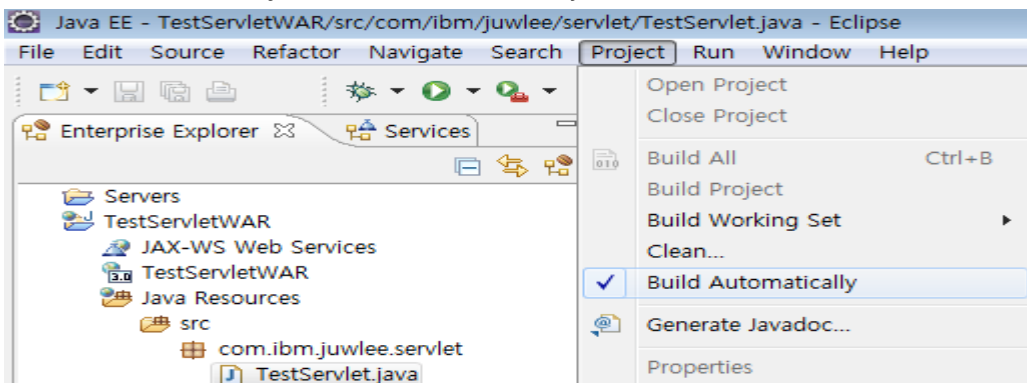 Java EE - TestServletWAR/src/com/ibm/juwlee/servlet/TestServlet.java - Eclipse
File Edit Source Refactor Navigate Search Project Run Window Help
Enterprise Explorer Services
Servers
TestServletWAR
JAX-WS Web Services
3.0 TestServletWAR
Java Resources
src
com.ibm.juwlee.servlet
J TestServlet.java
Open Project
Close Project
010 Build All Ctrl+B
Build Project
Build Working Set
Clean...
Build Automatically
@ Generate Javadoc...
Properties